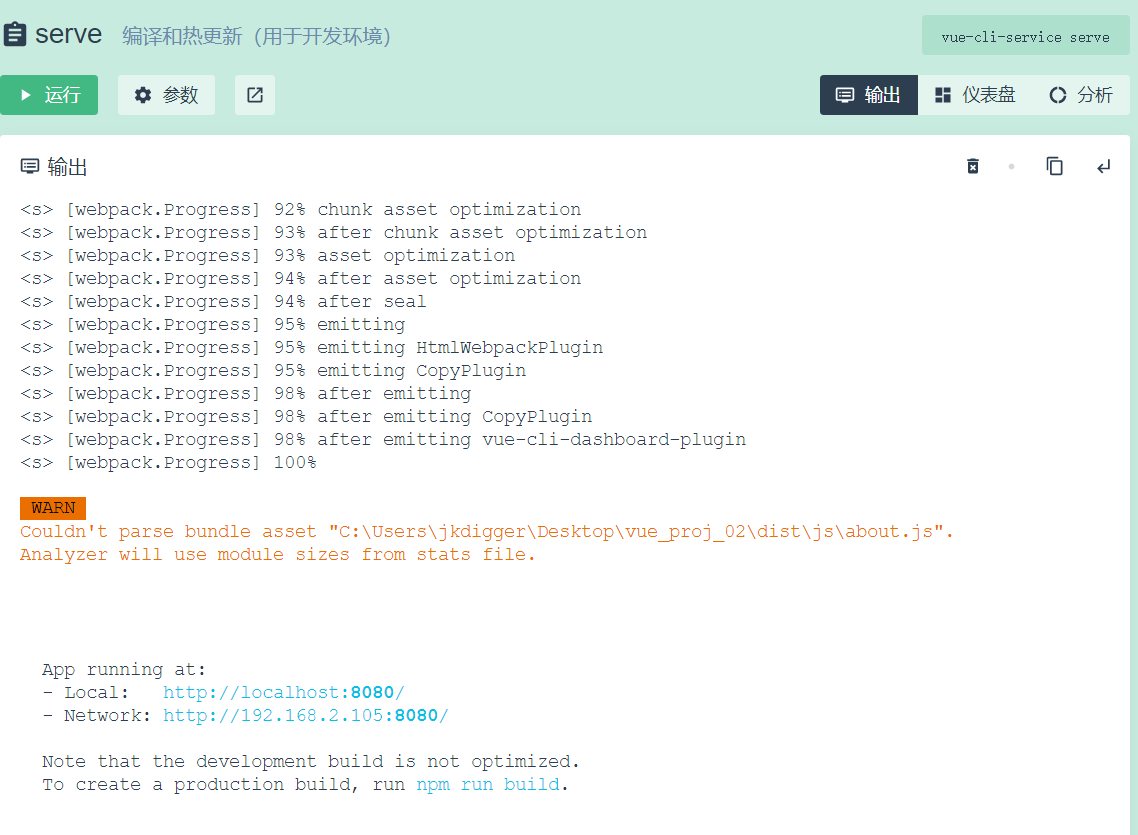 serve 编译和热更新（用于开发环境） vue-cli-service serve
运行 参数 输出 仪表盘 分析
输出
<s> [webpack.Progress] 92% chunk asset optimization
<s> [webpack.Progress] 93% after chunk asset optimization
<s> [webpack.Progress] 93% asset optimization
<s> [webpack.Progress] 94% after asset optimization
<s> [webpack.Progress] 94% after seal
<s> [webpack.Progress] 95% emitting
<s> [webpack.Progress] 95% emitting HtmlWebpackPlugin
<s> [webpack.Progress] 95% emitting CopyPlugin
<s> [webpack.Progress] 98% after emitting
<s> [webpack.Progress] 98% after emitting CopyPlugin
<s> [webpack.Progress] 98% after emitting vue-cli-dashboard-plugin
<s> [webpack.Progress] 100%
WARN
Couldn't parse bundle asset "C:\Users\jkdigger\Desktop\vue_proj_02\dist\js\about.js".
Analyzer will use module sizes from stats file.
App running at:
- Local: http://localhost:8080/
- Network: http://192.168.2.105:8080/
Note that the development build is not optimized.
To create a production build, run npm run build.